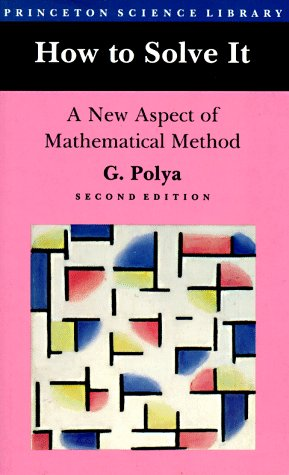 PRINCETON SCIENCE LIBRARY
How to Solve It
A New Aspect of
Mathematical Method
G. Polya
SECOND EDITION